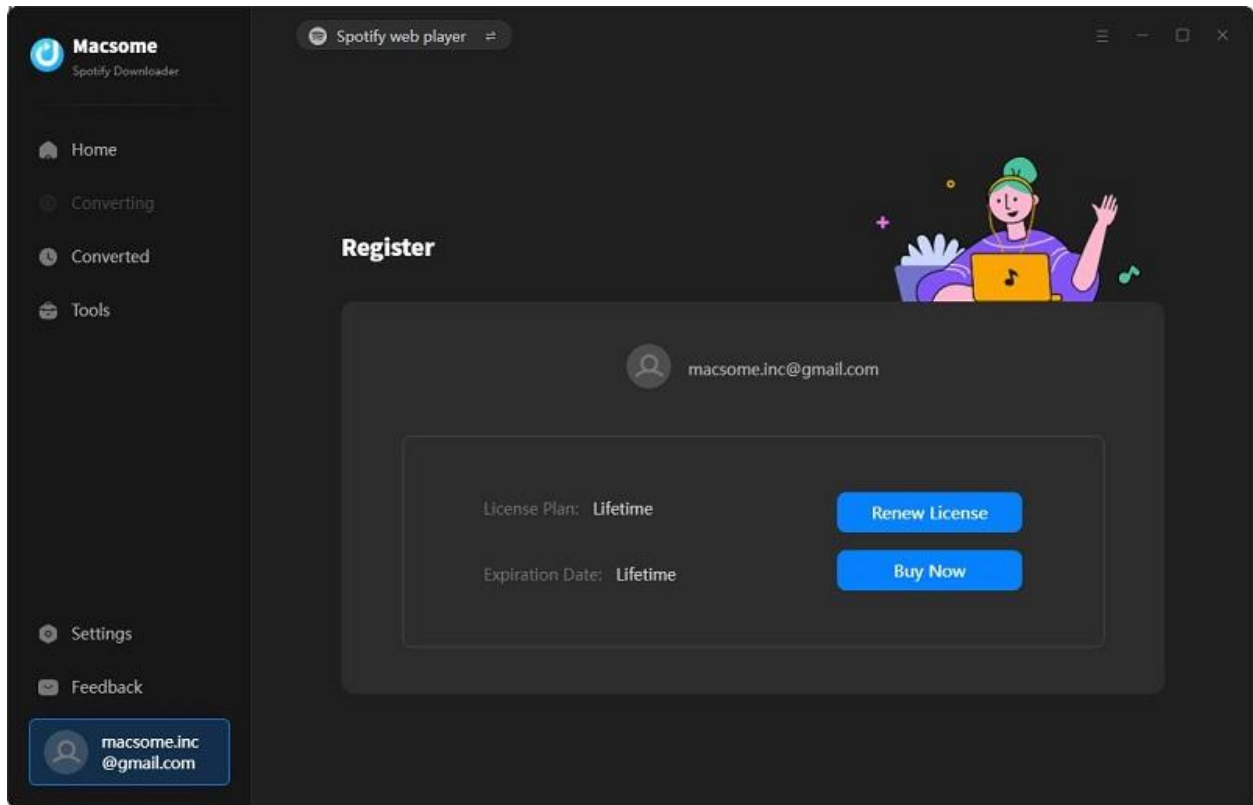 Macsome
Spotify Downloader
Spotify web player
Home
Converting
Converted
Tools
Register
macsome.inc@gmail.com
License Plan: Lifetime
Renew License
Expiration Date: Lifetime
Buy Now
Settings
Feedback
macsome.inc
@gmail.com